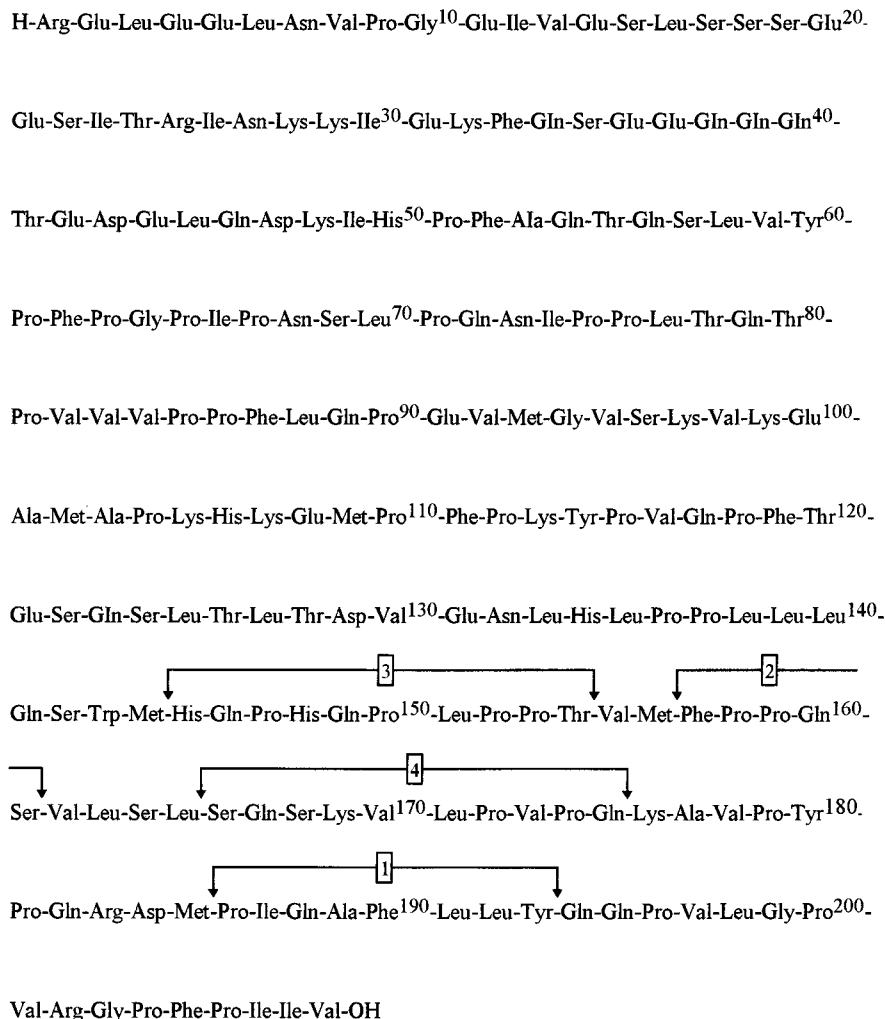 H-Arg-Glu-Leu-Glu-Glu-Leu-Asn-Val-Pro-Gly10-Glu-Ile-Val-Glu-Ser-Leu-Ser-Ser-Ser-Glu20-
Glu-Ser-Ile-Thr-Arg-Ile-Asn-Lys-Lys-Ile30-Glu-Lys-Phe-Gln-Ser-Glu-Glu-Gln-Gln-Gln40-
Thr-Glu-Asp-Glu-Leu-Gln-Asp-Lys-Ile-His50-Pro-Phe-Ala-Gln-Thr-Gln-Ser-Leu-Val-Tyr60-
Pro-Phe-Pro-Gly-Pro-Ile-Pro-Asn-Ser-Leu70-Pro-Gln-Asn-Ile-Pro-Pro-Leu-Thr-Gln-Thr80-
Pro-Val-Val-Val-Pro-Pro-Phe-Leu-Gln-Pro90-Glu-Val-Met-Gly-Val-Ser-Lys-Val-Lys-Glu100-
Ala-Met-Ala-Pro-Lys-His-Lys-Glu-Met-Pro110-Phe-Pro-Lys-Tyr-Pro-Val-Gln-Pro-Phe-Thr120-
Glu-Ser-Gln-Ser-Leu-Thr-Leu-Thr-Asp-Val130-Glu-Asn-Leu-His-Leu-Pro-Pro-Leu-Leu-Leu140-
3 2
Gln-Ser-Trp-Met-His-Gln-Pro-His-Gln-Pro150-Leu-Pro-Pro-Thr-Val-Met-Phe-Pro-Pro-Gln160-
4
Ser-Val-Leu-Ser-Leu-Ser-Gln-Ser-Lys-Val170-Leu-Pro-Val-Pro-Gln-Lys-Ala-Val-Pro-Tyr180-
1
Pro-Gln-Arg-Asp-Met-Pro-Ile-Gln-Ala-Phe190-Leu-Leu-Tyr-Gln-Gln-Pro-Val-Leu-Gly-Pro200-
Val-Arg-Gly-Pro-Phe-Pro-Ile-Ile-Val-OH